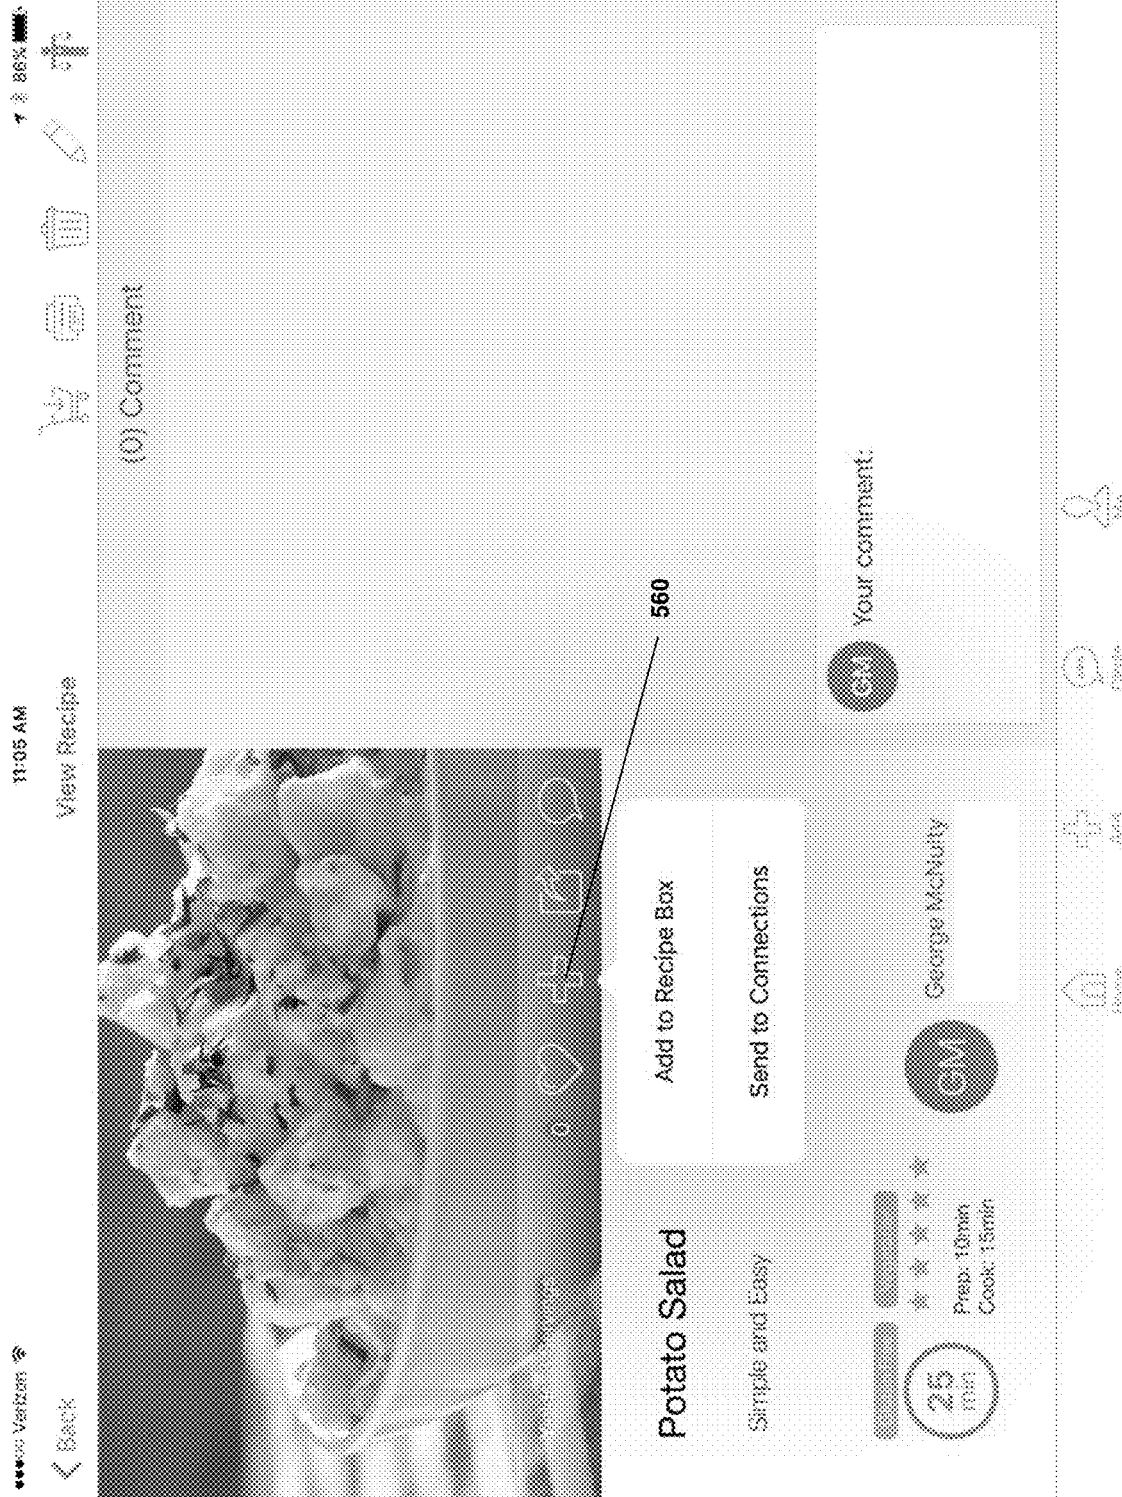 Verizon
11:05 AM
86%
Back
View Recipe
(0) Comment
0
560
Add to Recipe Box
Send to Connections
Potato Salad
Simple and Easy
25
min
Prep: 10min
Cook: 15min
GM
George McNulty
GM
Your comment: